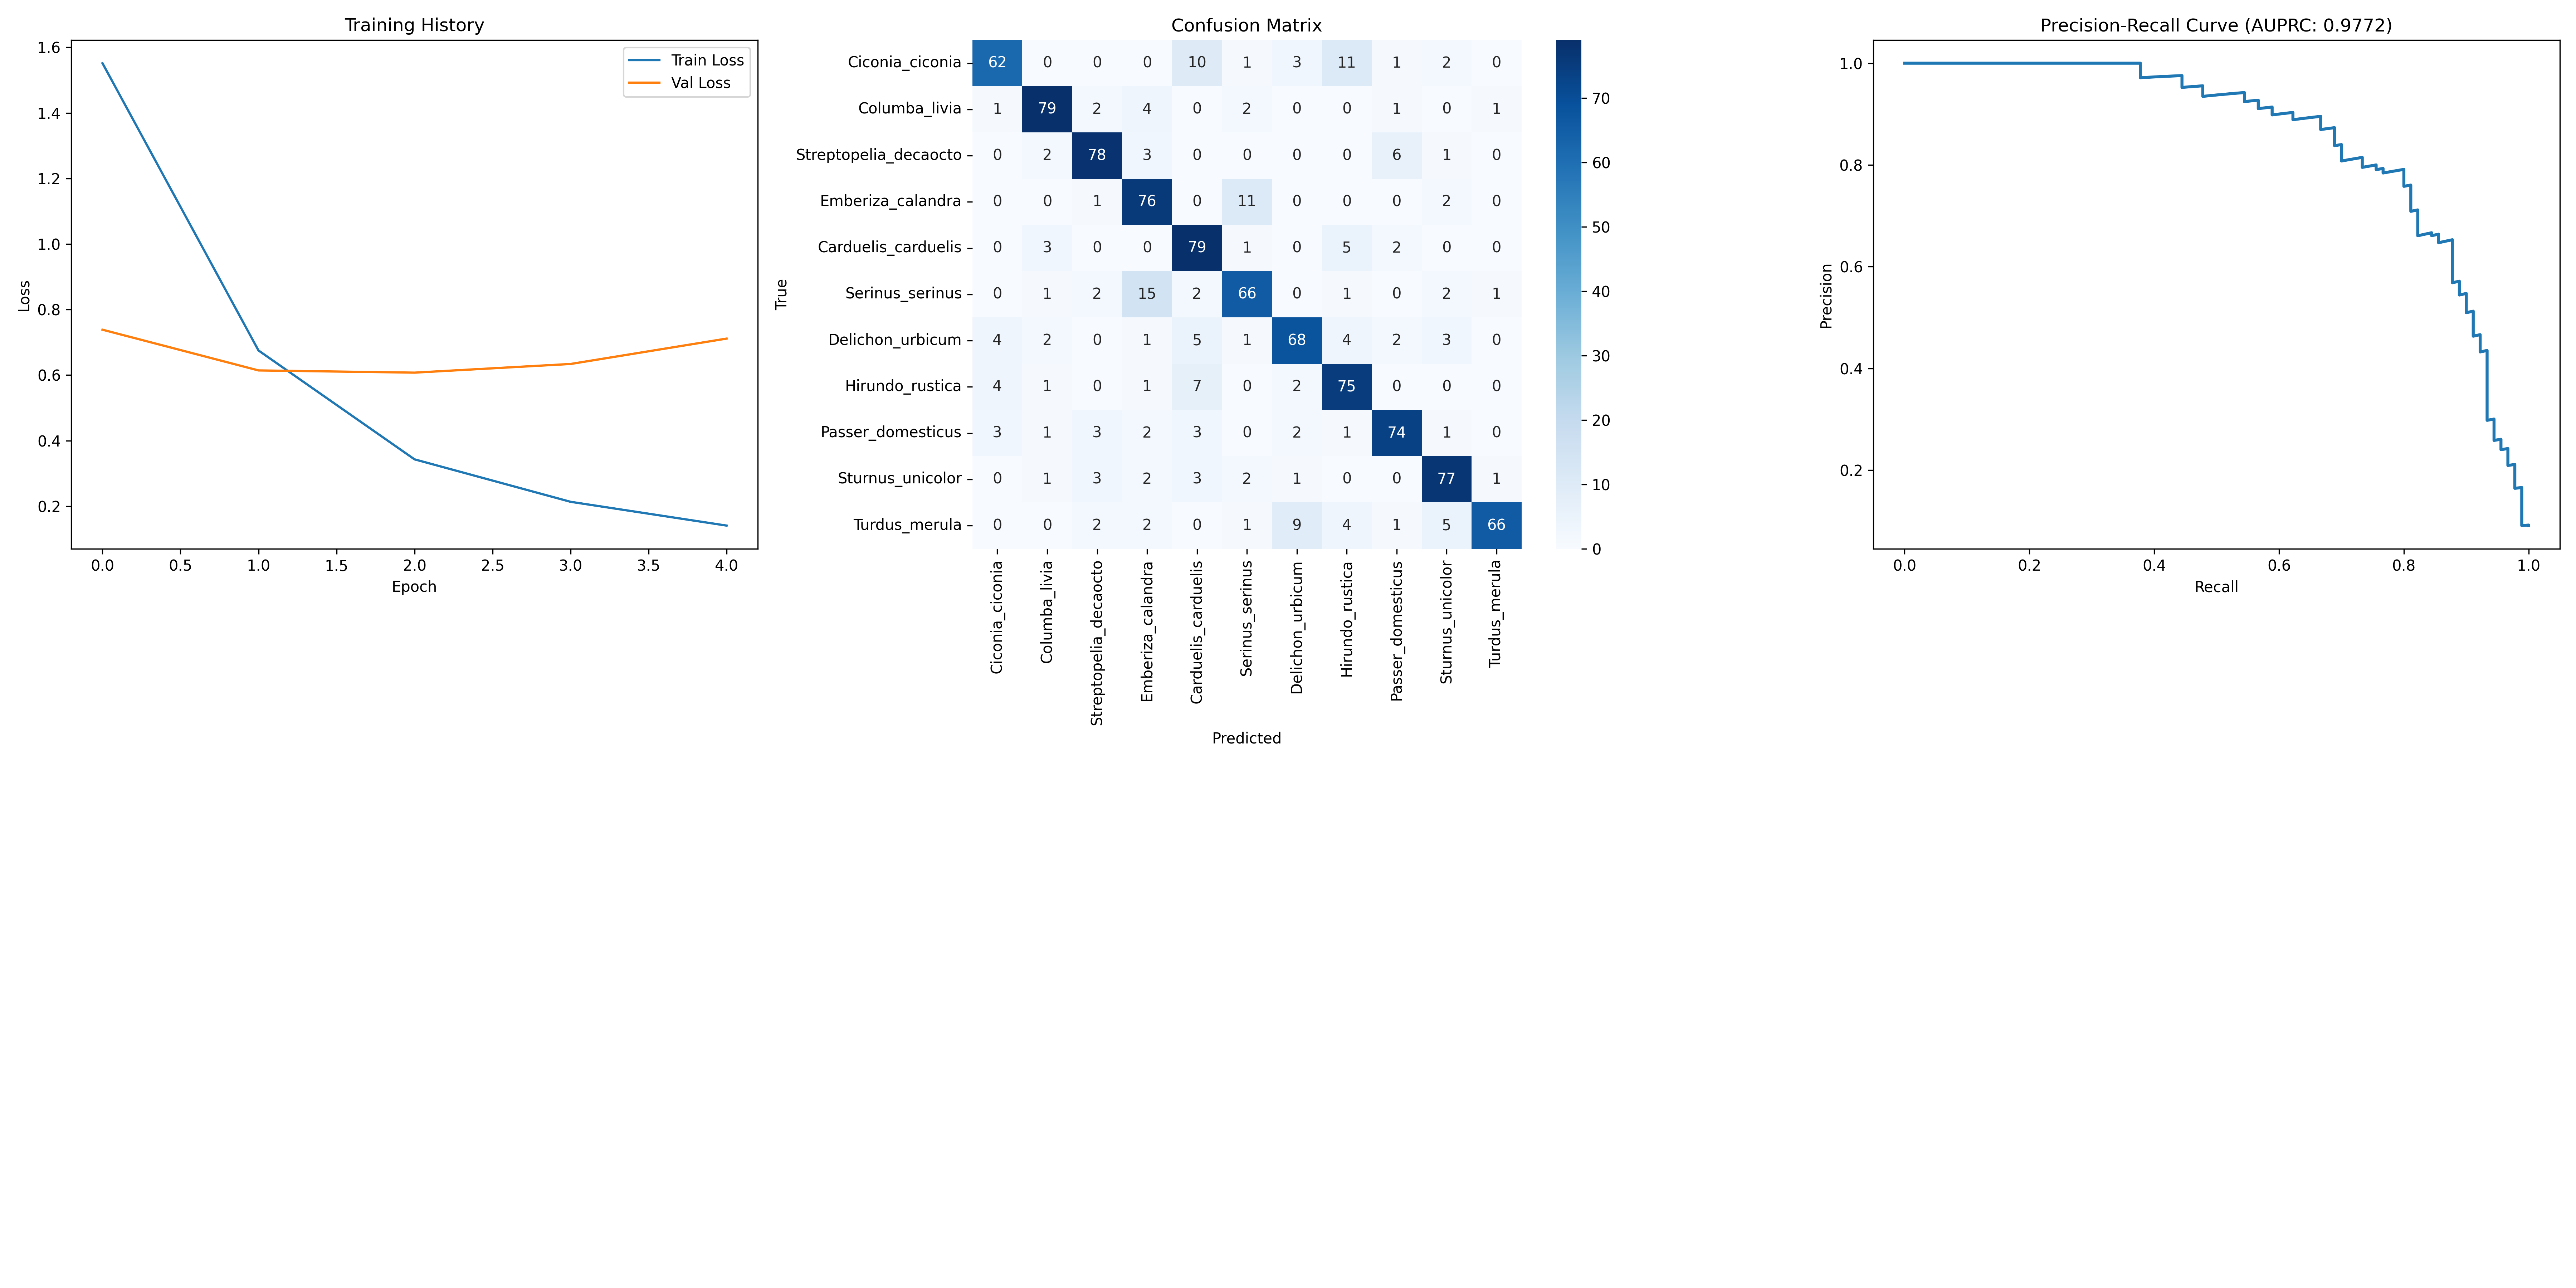 Training History
1.6
1.4
1.2
1.0
0.8
0.6
0.4
0.2
Loss
0.0 0.5 1.0 1.5 2.0 2.5 3.0 3.5 4.0
Epoch
Train Loss
Val Loss
Confusion Matrix
True
Ciconia_ciconia 62 0 0 0 10 1 3 11 1 2 0
Columba_livia 1 79 2 4 0 2 0 0 1 0 1
Streptopelia_decaocto 0 2 78 3 0 0 0 0 6 1 0
Emberiza_calandra 0 0 1 76 0 11 0 0 0 2 0
Carduelis_carduelis 0 3 0 0 79 1 0 5 2 0 0
Serinus_serinus 0 1 2 15 2 66 0 1 0 2 1
Delichon_urbicum 4 2 0 1 5 1 68 4 2 3 0
Hirundo_rustica 4 1 0 1 7 0 2 75 0 0 0
Passer_domesticus 3 1 3 2 3 0 2 1 74 1 0
Sturnus_unicolor 0 1 3 2 3 2 1 0 0 77 1
Turdus_merula 0 0 2 2 0 1 9 4 1 5 66
Ciconia_ciconia
Columba_livia
Streptopelia_decaocto
Emberiza_calandra
Carduelis_carduelis
Serinus_serinus
Delichon_urbicum
Hirundo_rustica
Passer_domesticus
Sturnus_unicolor
Turdus_merula
Predicted
70
60
50
40
30
20
10
0
Precision-Recall Curve (AUPRC: 0.9772)
1.0
0.8
0.6
0.4
0.2
Precision
0.0 0.2 0.4 0.6 0.8 1.0
Recall